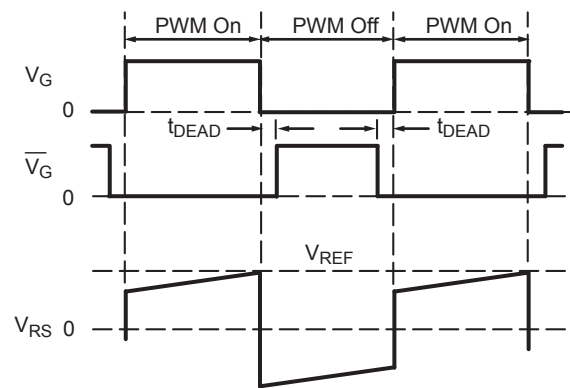 PWM On PWM Off PWM On
V_G
0
t_DEAD t_DEAD
V̅_G̅
0
V_REF
V_RS 0